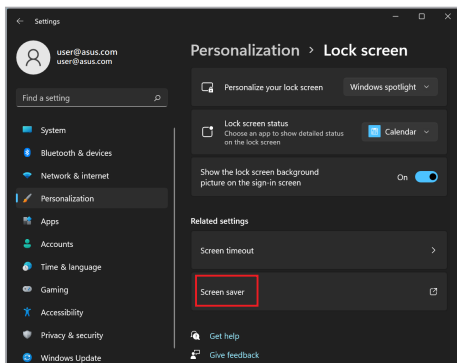 Settings
user@asus.com
user@asus.com
Find a setting
System
Bluetooth & devices
Network & internet
Personalization
Apps
Accounts
Time & language
Gaming
Accessibility
Privacy & security
Windows Update
Personalization > Lock screen
Personalize your lock screen
Windows spotlight
Lock screen status
Choose an app to show detailed status
on the lock screen
Calendar
Show the lock screen background
picture on the sign-in screen
On
Related settings
Screen timeout
Screen saver
Get help
Give feedback